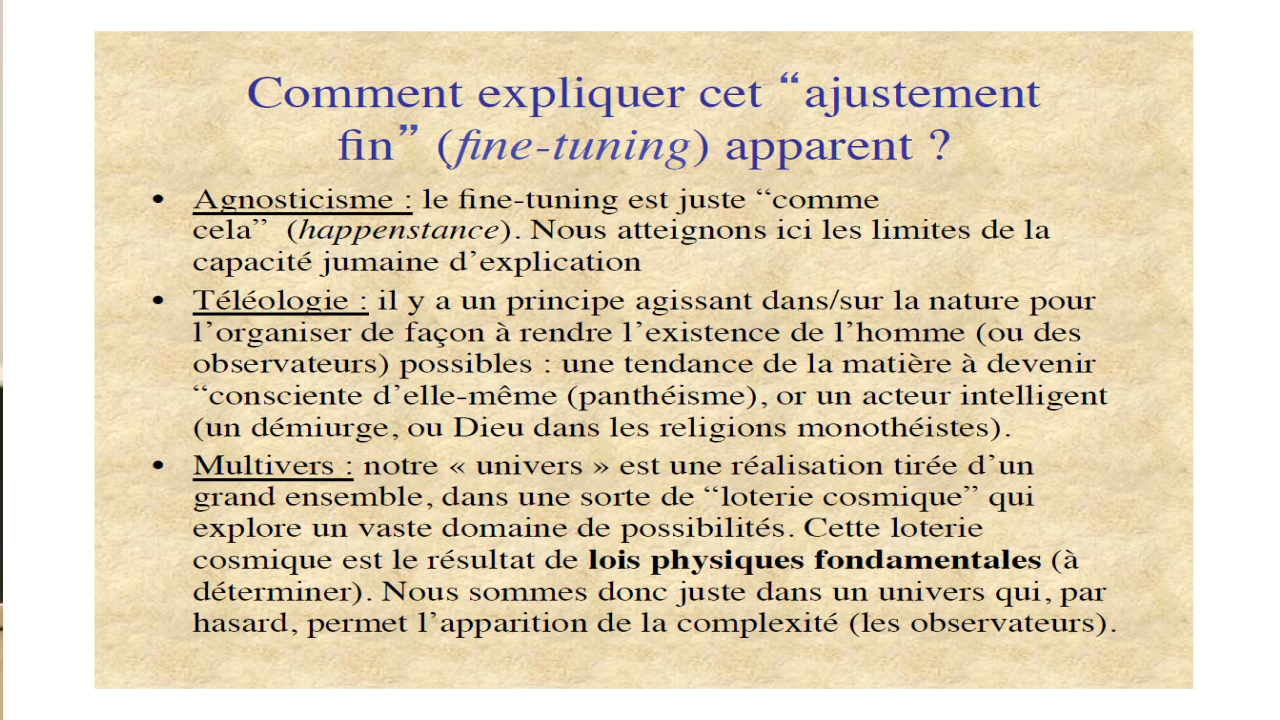 Comment expliquer cet “ajustement
fin” (fine-tuning) apparent ?
• Agnosticisme : le fine-tuning est juste “comme
cela” (happenstance). Nous atteignons ici les limites de la
capacité jumaine d’explication
• Téléologie : il y a un principe agissant dans/sur la nature pour
l’organiser de façon à rendre l’existence de l’homme (ou des
observateurs) possibles : une tendance de la matière à devenir
“consciente d’elle-même (panthéisme), or un acteur intelligent
(un démiurge, ou Dieu dans les religions monothéistes).
• Multivers : notre « univers » est une réalisation tirée d’un
grand ensemble, dans une sorte de “loterie cosmique” qui
explore un vaste domaine de possibilités. Cette loterie
cosmique est le résultat de lois physiques fondamentales (à
déterminer). Nous sommes donc juste dans un univers qui, par
hasard, permet l’apparition de la complexité (les observateurs).